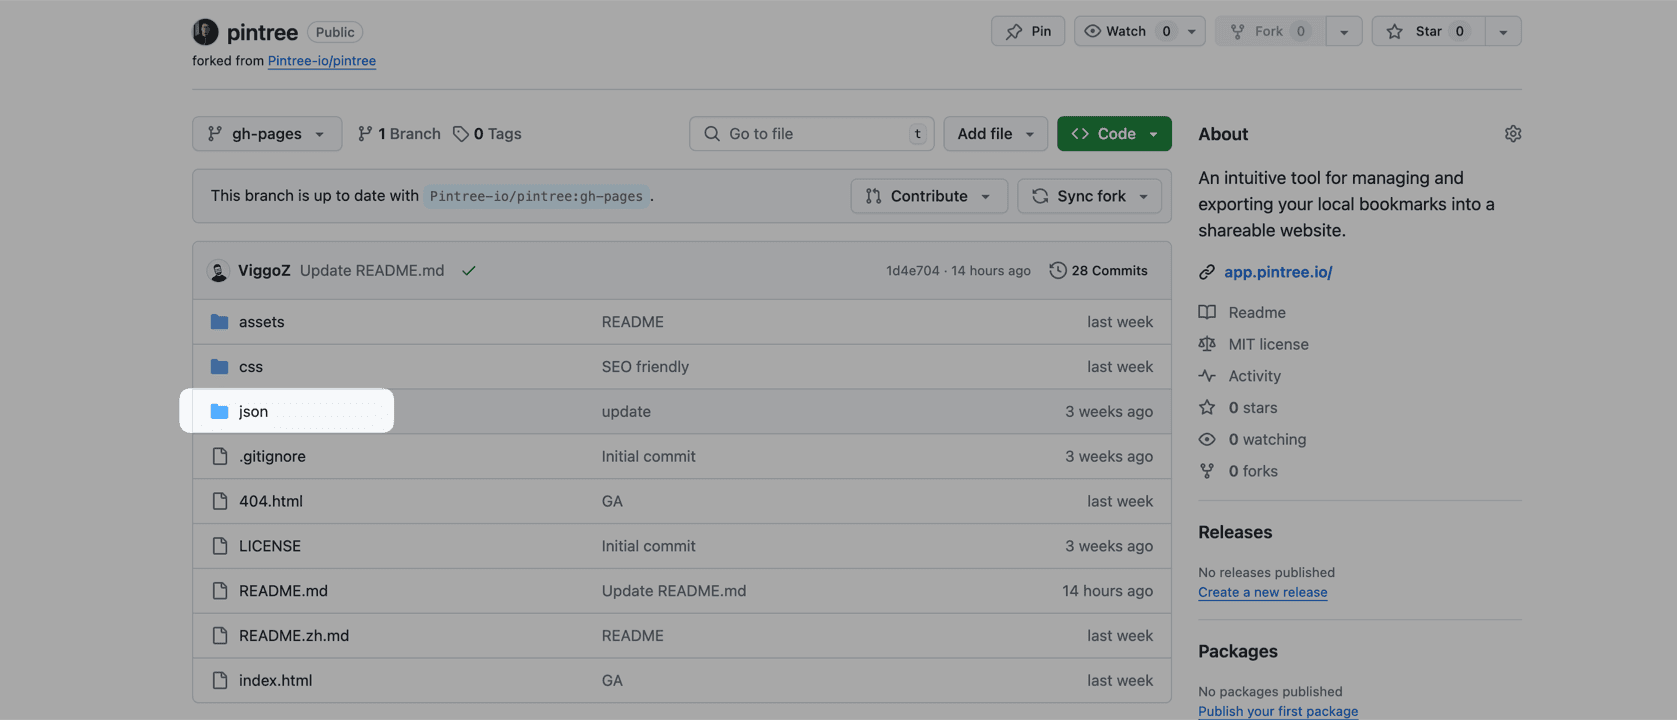 pintree Public
Pin
Watch 0
Fork 0
Star 0
forked from Pintree-io/pintree
gh-pages
1 Branch
0 Tags
Go to file t
Add file
<> Code
This branch is up to date with Pintree-io/pintree:gh-pages .
Contribute
Sync fork
ViggoZ Update README.md
1d4e704 · 14 hours ago
28 Commits
assets README last week
css SEO friendly last week
json update 3 weeks ago
.gitignore Initial commit 3 weeks ago
404.html GA last week
LICENSE Initial commit 3 weeks ago
README.md Update README.md 14 hours ago
README.zh.md README last week
index.html GA last week
About
An intuitive tool for managing and
exporting your local bookmarks into a
shareable website.
app.pintree.io/
Readme
MIT license
Activity
0 stars
0 watching
0 forks
Releases
No releases published
Create a new release
Packages
No packages published
Publish your first package